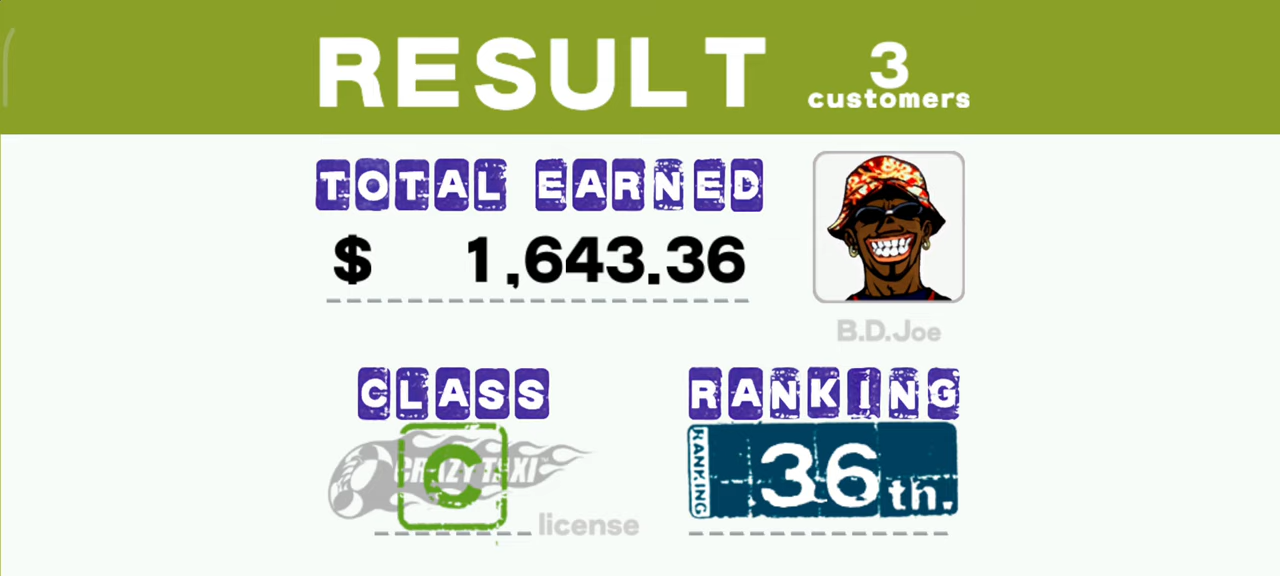 RESULT
3
customers
TOTAL EARNED
$ 1,643.36
B.D.Joe
CLASS
CRAZY TAXI
C
license
RANKING
RANKING
36th.